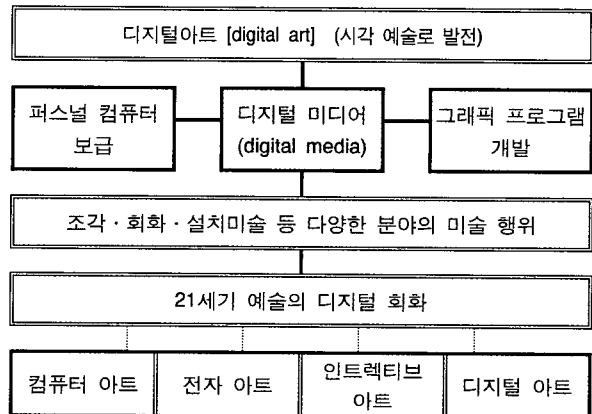 디지털아트 [digital art] (시각 예술로 발전)
퍼스널 컴퓨터
보급
디지털 미디어
(digital media)
그래픽 프로그램
개발
조각 · 회화 · 설치미술 등 다양한 분야의 미술 행위
21세기 예술의 디지털 회화
컴퓨터 아트
전자 아트
인트렉티브
아트
디지털 아트